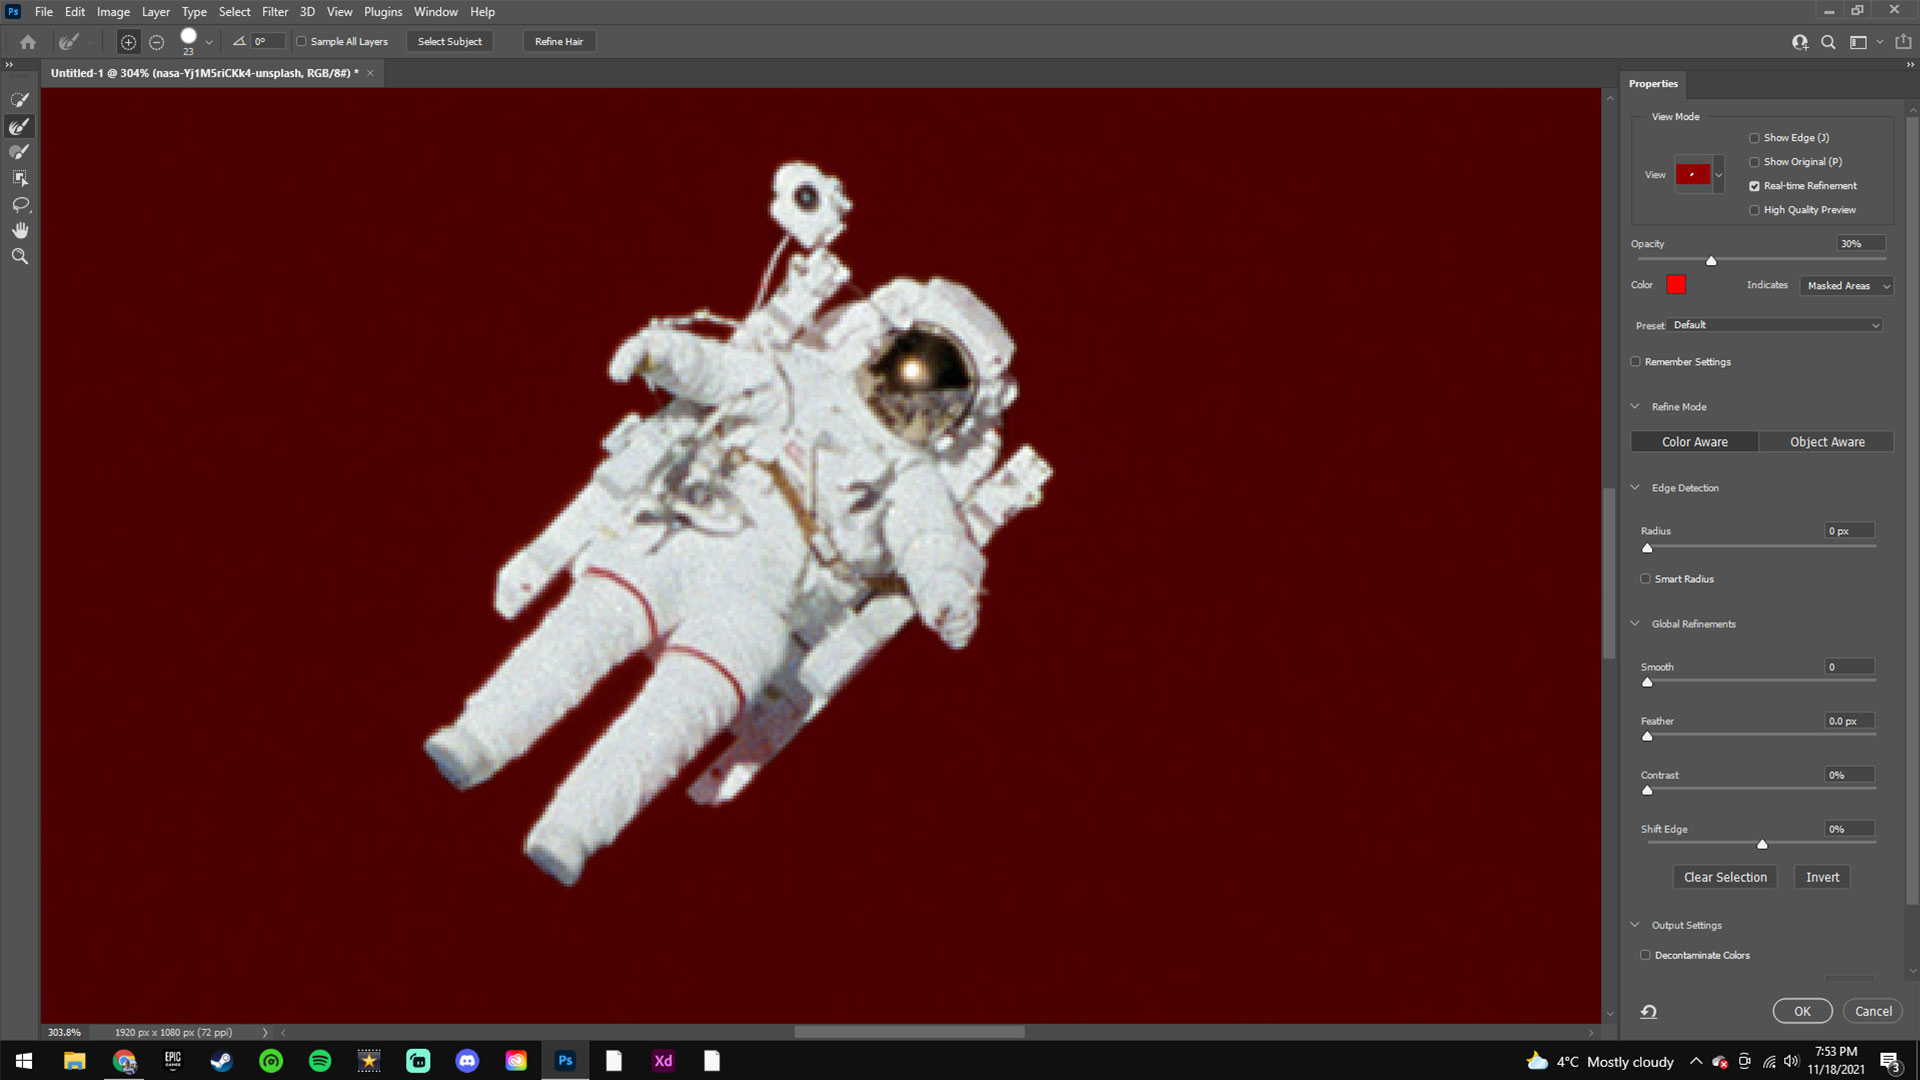 Ps File Edit Image Layer Type Select Filter 3D View Plugins Window Help
23 0° Sample All Layers Select Subject Refine Hair
Untitled-1 @ 304% (nasa-Yj1M5riCKk4-unsplash, RGB/8#) * ×
Properties
View Mode
Show Edge (J)
Show Original (P)
View
Real-time Refinement
High Quality Preview
Opacity 30%
Color Indicates Masked Areas
Preset Default
Remember Settings
Refine Mode
Color Aware Object Aware
Edge Detection
Radius 0 px
Smart Radius
Global Refinements
Smooth 0
Feather 0.0 px
Contrast 0%
Shift Edge 0%
Clear Selection Invert
Output Settings
Decontaminate Colors
OK Cancel
303.8% 1920 px x 1080 px (72 ppi)
EPIC GAMES Ps Xd 4°C Mostly cloudy 7:53 PM
11/18/2021 3